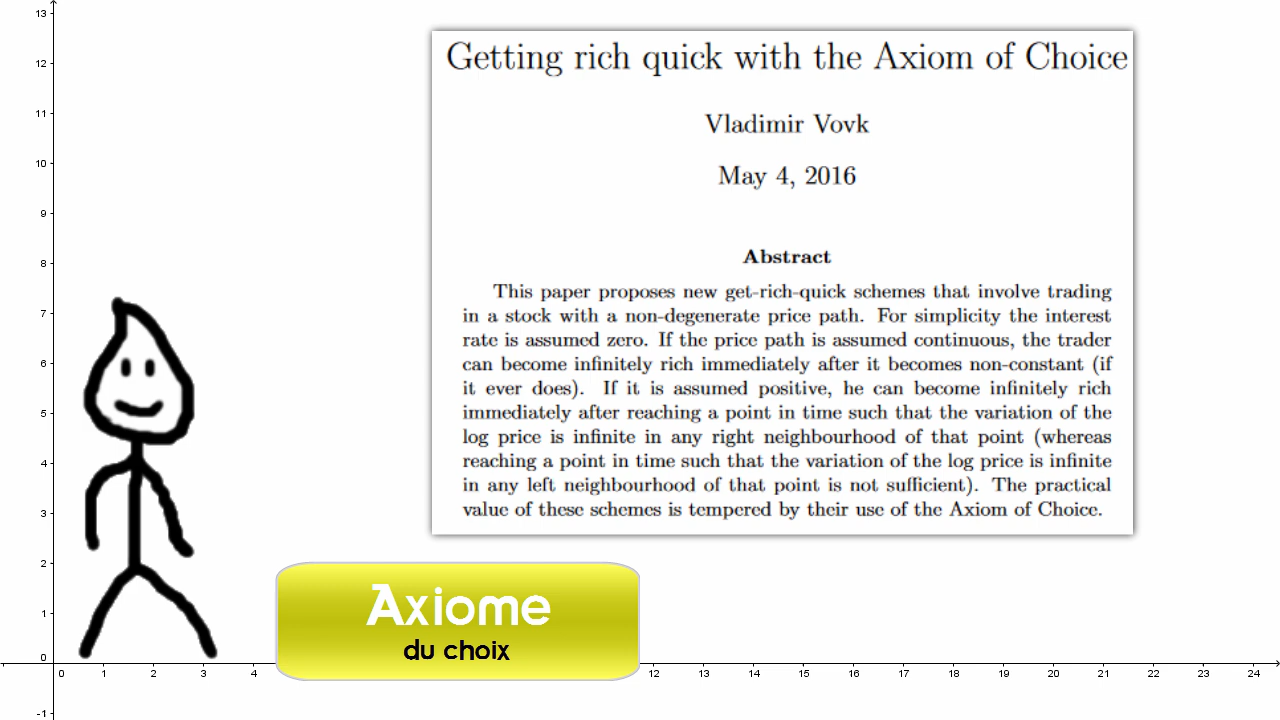 Getting rich quick with the Axiom of Choice
Vladimir Vovk
May 4, 2016
Abstract
This paper proposes new get-rich-quick schemes that involve trading
in a stock with a non-degenerate price path. For simplicity the interest
rate is assumed zero. If the price path is assumed continuous, the trader
can become infinitely rich immediately after it becomes non-constant (if
it ever does). If it is assumed positive, he can become infinitely rich
immediately after reaching a point in time such that the variation of the
log price is infinite in any right neighbourhood of that point (whereas
reaching a point in time such that the variation of the log price is infinite
in any left neighbourhood of that point is not sufficient). The practical
value of these schemes is tempered by their use of the Axiom of Choice.
Axiome
du choix
13
12
11
10
9
8
7
6
5
4
3
2
1
0
-1
0 1 2 3 4 12 13 14 15 16 17 18 19 20 21 22 23 24